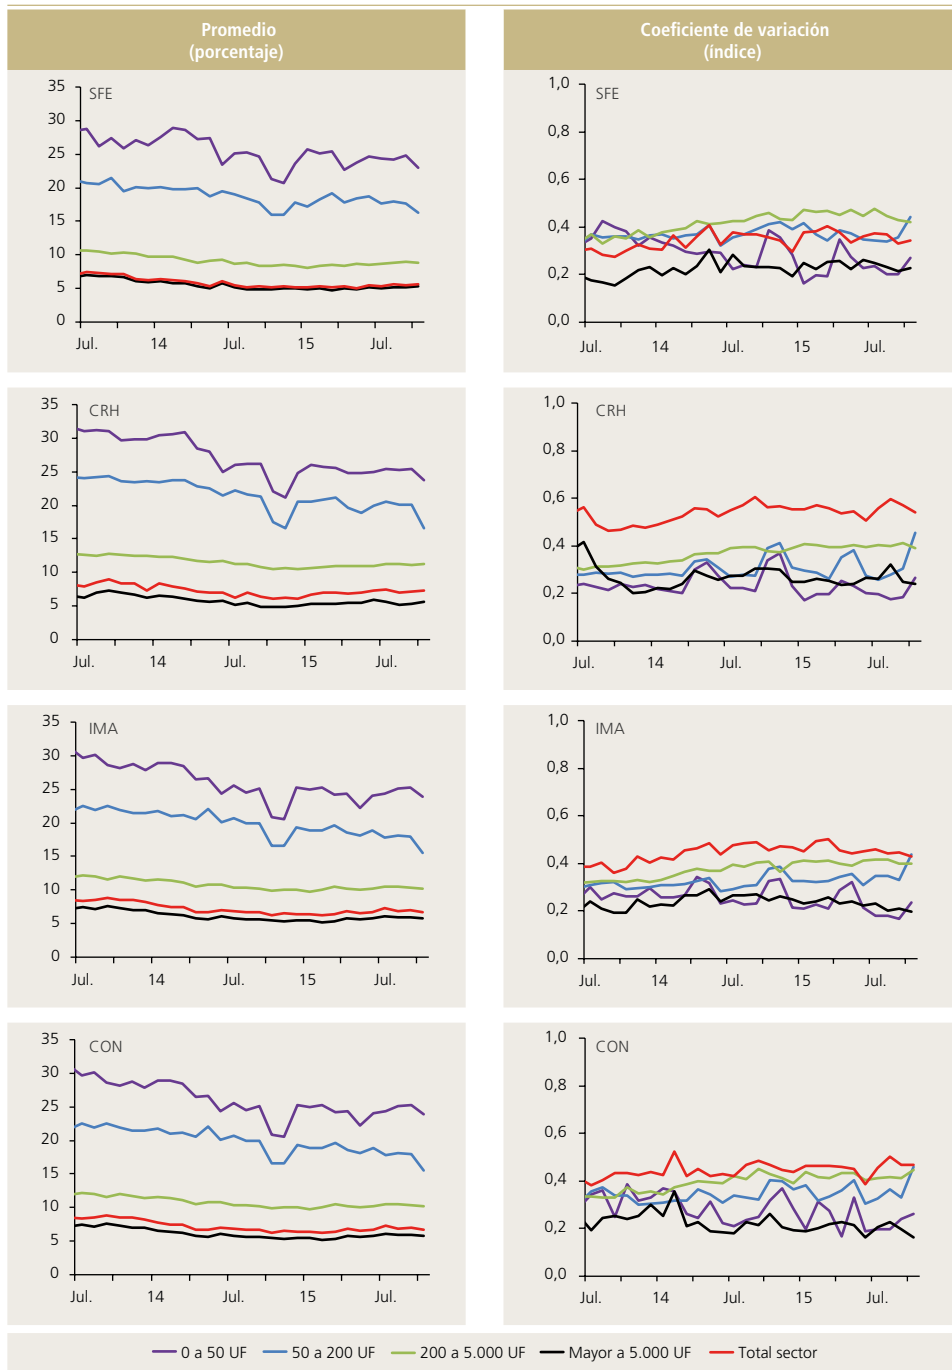 Promedio
(porcentaje)
Coeficiente de variación
(índice)
SFE
35
30
25
20
15
10
5
0
Jul.
14
Jul.
15
Jul.
SFE
1,0
0,8
0,6
0,4
0,2
0,0
Jul.
14
Jul.
15
Jul.
CRH
35
30
25
20
15
10
5
0
Jul.
14
Jul.
15
Jul.
CRH
1,0
0,8
0,6
0,4
0,2
0,0
Jul.
14
Jul.
15
Jul.
IMA
35
30
25
20
15
10
5
0
Jul.
14
Jul.
15
Jul.
IMA
1,0
0,8
0,6
0,4
0,2
0,0
Jul.
14
Jul.
15
Jul.
CON
35
30
25
20
15
10
5
0
Jul.
14
Jul.
15
Jul.
CON
1,0
0,8
0,6
0,4
0,2
0,0
Jul.
14
Jul.
15
Jul.
0 a 50 UF
50 a 200 UF
200 a 5.000 UF
Mayor a 5.000 UF
Total sector